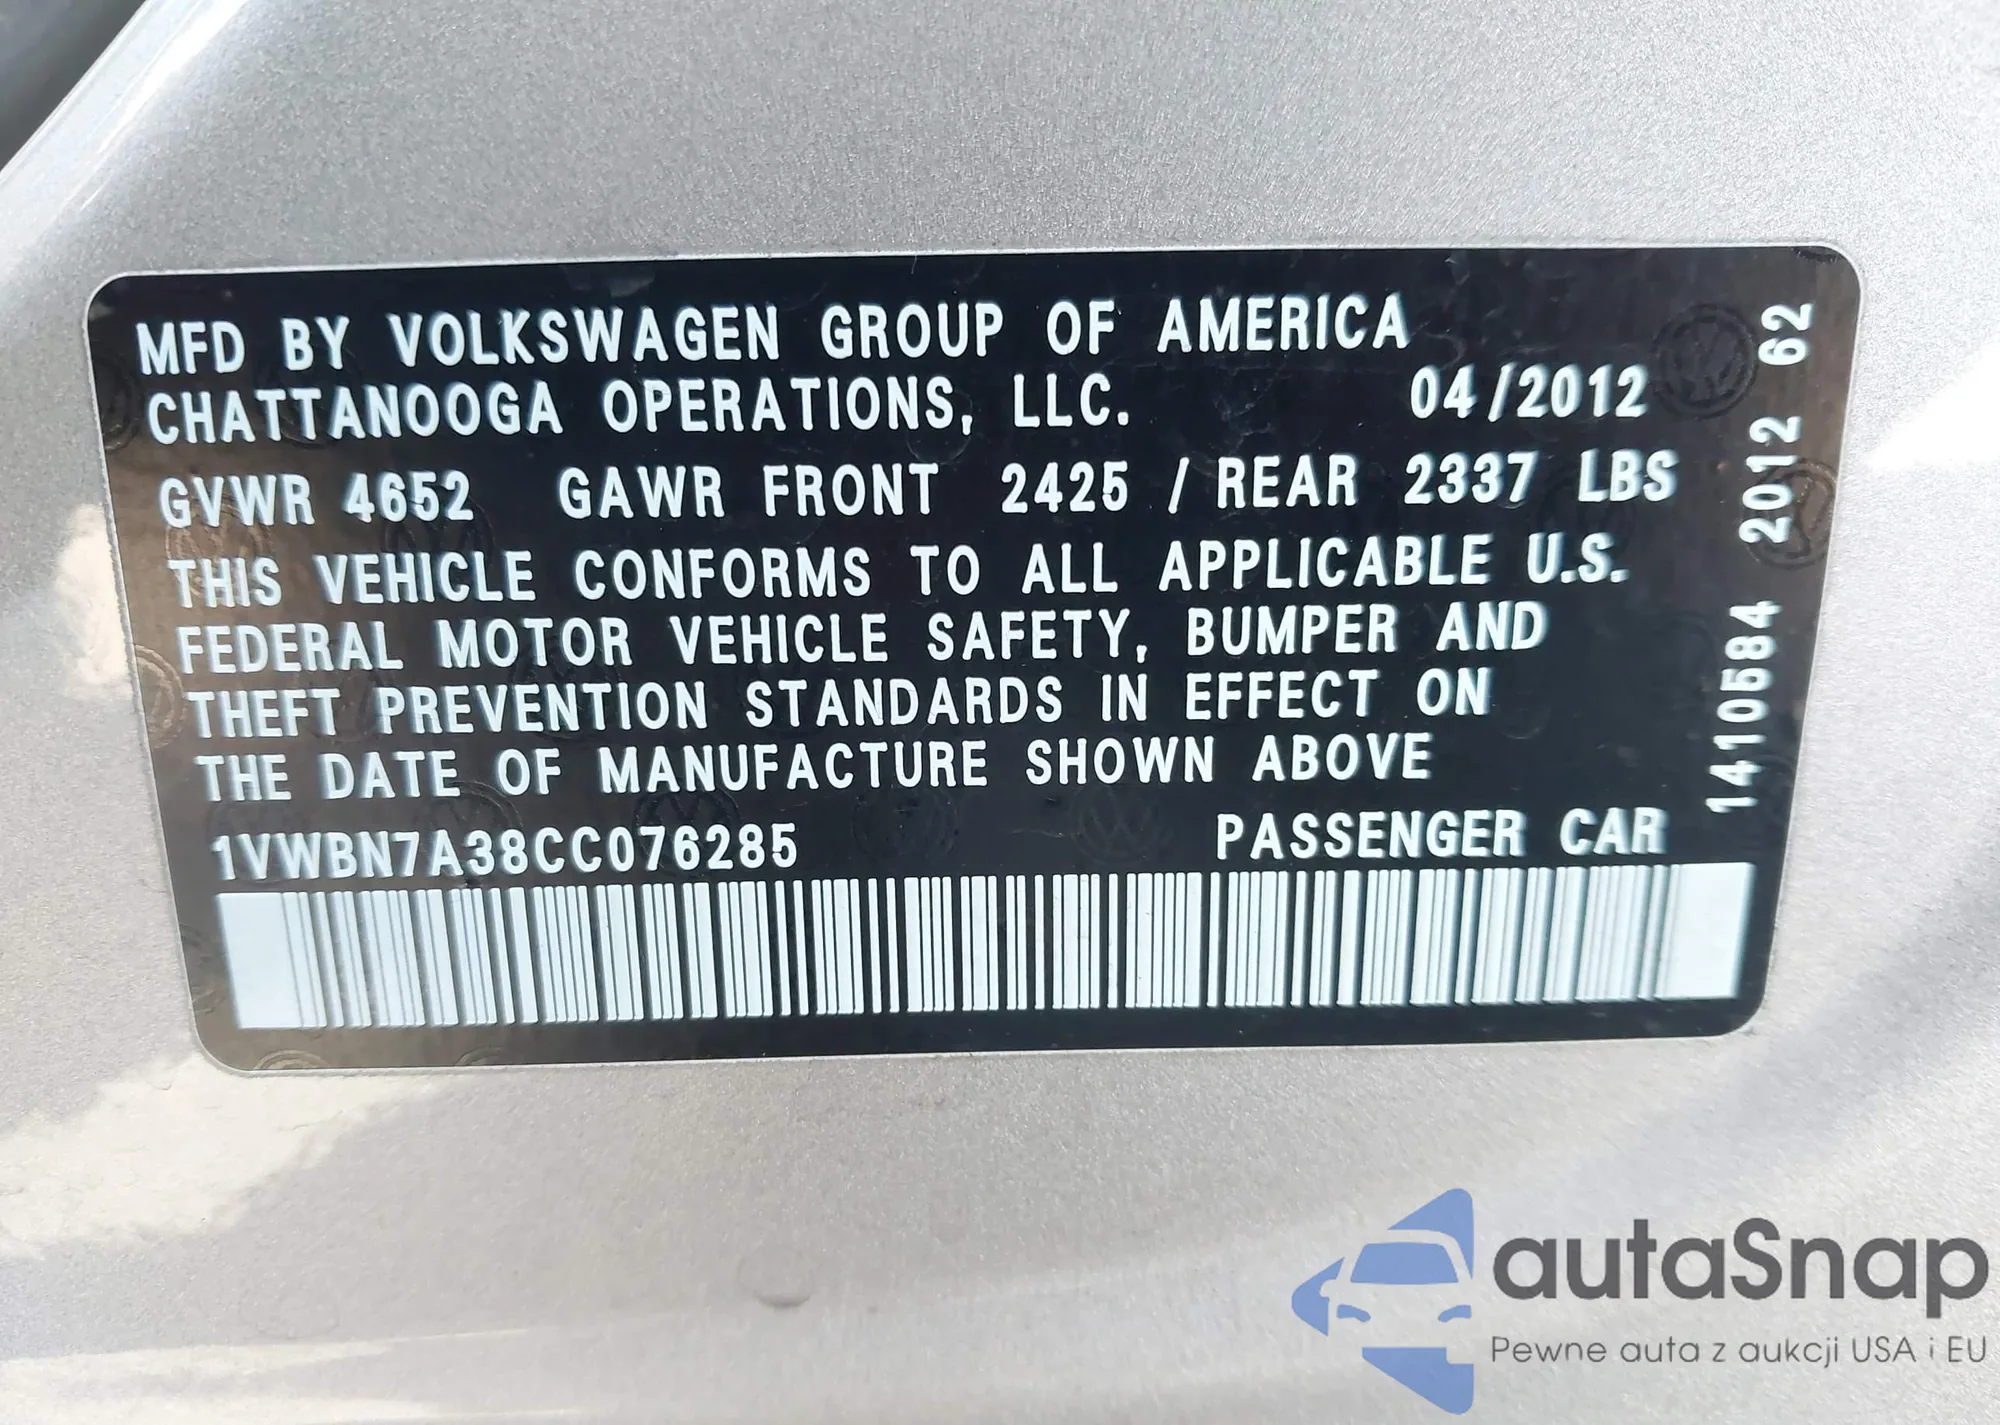 MFD BY VOLKSWAGEN GROUP OF AMERICA
CHATTANOOGA OPERATIONS, LLC. 04/2012
GVWR 4652 GAWR FRONT 2425 / REAR 2337 LBS
THIS VEHICLE CONFORMS TO ALL APPLICABLE U.S.
FEDERAL MOTOR VEHICLE SAFETY, BUMPER AND
THEFT PREVENTION STANDARDS IN EFFECT ON
THE DATE OF MANUFACTURE SHOWN ABOVE
1VWBN7A38CC076285 PASSENGER CAR
1410584 2012 62
autaSnap
Pewne auta z aukcji USA i EU